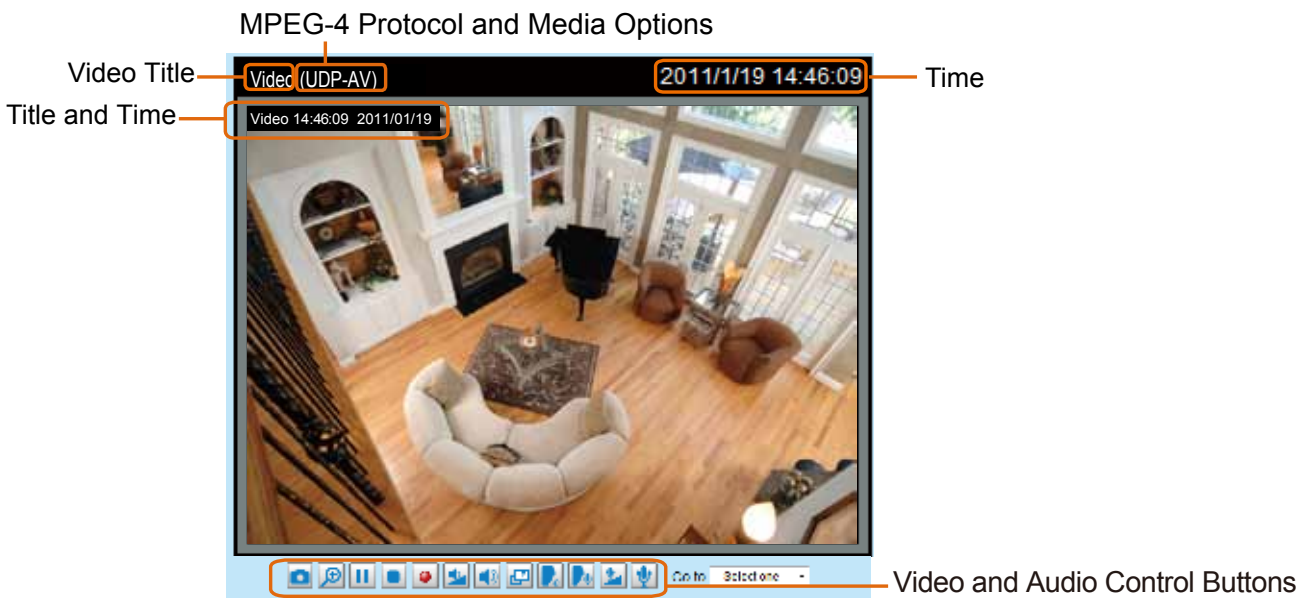 MPEG-4 Protocol and Media Options
Video Title
Video (UDP-AV)
2011/1/19 14:46:09
Time
Title and Time
Video 14:46:09 2011/01/19
Go to
Select one
Video and Audio Control Buttons